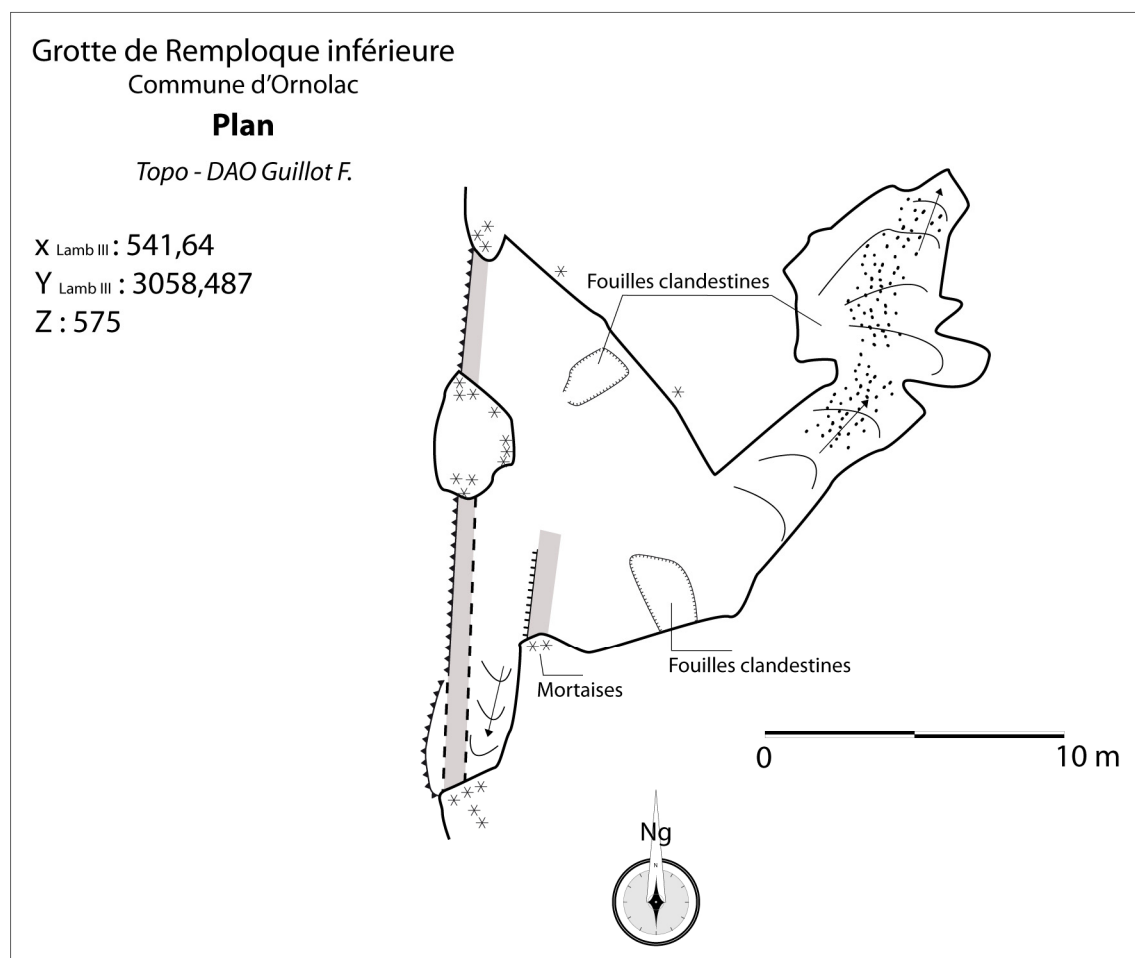 Grotte de Remploque inférieure
Commune d'Ornolac
Plan
Topo - DAO Guillot F.
x Lamb III : 541,64
Y Lamb III : 3058,487
Z : 575
Fouilles clandestines
Fouilles clandestines
Mortaises
0 10 m
Ng
N